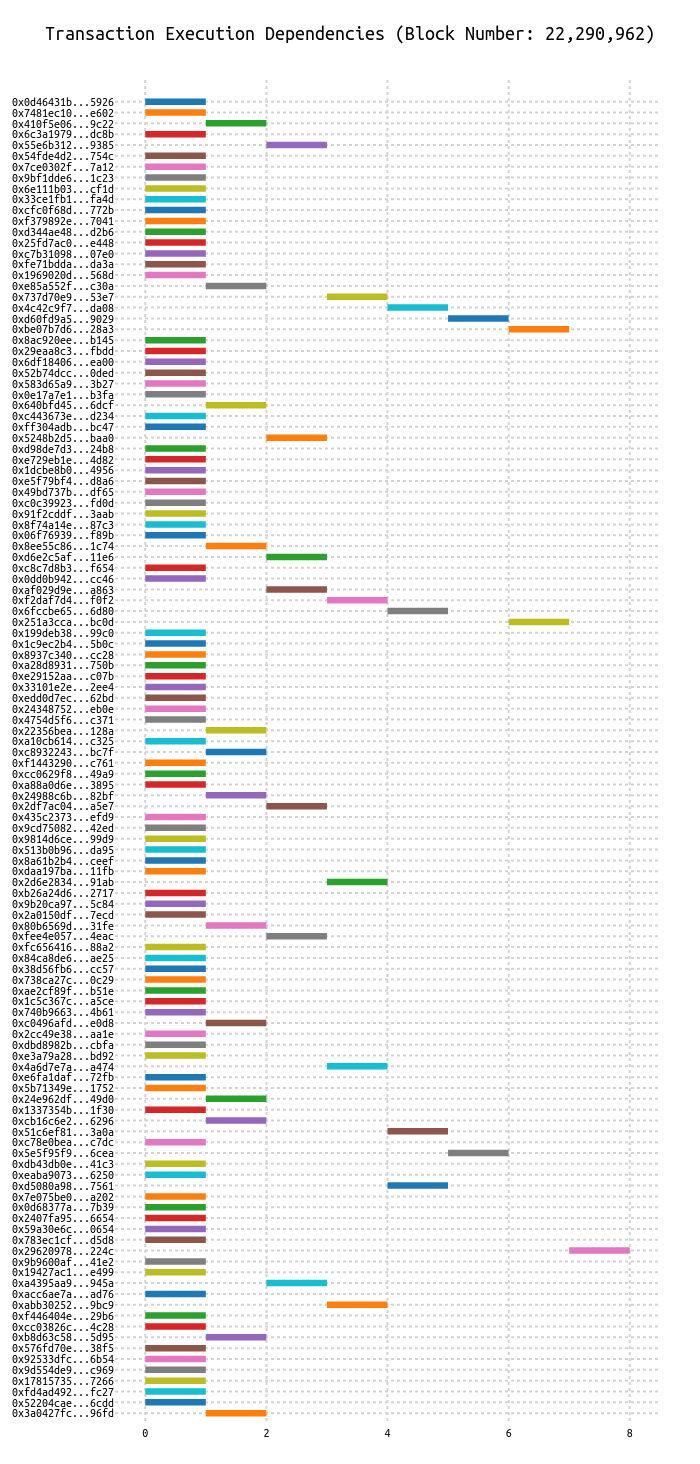 Transaction Execution Dependencies (Block Number: 22,290,962)
0x0d46431b...5926
0x7481ec10...e602
0x410f5e06...9c22
0x6c3a1979...dc8b
0x55e6b312...9385
0x54fde4d2...754c
0x7ce0302f...7a12
0x9bf1dde6...1c23
0x6e111b03...cf1d
0x33ce1fb1...fa4d
0xcfc0f68d...772b
0xf379892e...7041
0xd344ae48...d2b6
0x25fd7ac0...e448
0xc7b31098...07e0
0xfe71bdda...da3a
0x1969020d...568d
0xe85a552f...c30a
0x737d70e9...53e7
0x4c42c9f7...da08
0xd60fd9a5...9029
0xbe07b7d6...28a3
0x8ac920ee...b145
0x29eaa8c3...fbdd
0x6df18406...ea00
0x52b74dcc...0ded
0x583d65a9...3b27
0x0e17a7e1...b3fa
0x640bfd45...6dcf
0xc443673e...d234
0xff304adb...bc47
0x5248b2d5...baa0
0xd98de7d3...24b8
0xe729eb1e...4d82
0x1dcbe8b0...4956
0xe5f79bf4...d8a6
0x49bd737b...df65
0xc0c39923...fd0d
0x91f2cddf...3aab
0x8f74a14e...87c3
0x06f76939...f89b
0x8ee55c86...1c74
0xd6e2c5af...11e6
0xc8c7d8b3...f654
0x0dd0b942...cc46
0xaf029d9e...a863
0xf2daf7d4...f0f2
0x6fccbe65...6d80
0x251a3cca...bc0d
0x199deb38...99c0
0x1c9ec2b4...5b0c
0x8937c340...cc28
0xa28d8931...750b
0xe29152aa...c07b
0x33101e2e...2ee4
0xedd0d7ec...62bd
0x24348752...eb0e
0x4754d5f6...c371
0x22356bea...128a
0xa10cb614...c325
0xc8932243...bc7f
0xf1443290...c761
0xcc0629f8...49a9
0xa88a0d6e...3895
0x24988c6b...82bf
0x2df7ac04...a5e7
0x435c2373...efd9
0x9cd75082...42ed
0x9814d6ce...99d9
0x513b0b96...da95
0x8a61b2b4...ceef
0xdaa197ba...11fb
0x2d6e2834...91ab
0xb26a24d6...2717
0x9b20ca97...5c84
0x2a0150df...7ecd
0x80b6569d...31fe
0xfee4e057...4eac
0xfc656416...88a2
0x84ca8de6...ae25
0x38d56fb6...cc57
0x738ca27c...0c29
0xae2cf89f...b51e
0x1c5c367c...a5ce
0x740b9663...4b61
0xc0496afd...e0d8
0x2cc49e38...aa1e
0xdbd8982b...cbfa
0xe3a79a28...bd92
0x4a6d7e7a...a474
0xe6fa1daf...72fb
0x5b71349e...1752
0x24e962df...49d0
0x1337354b...1f30
0xcb16c6e2...6296
0x51c6ef81...3a0a
0xc78e0bea...c7dc
0x5e5f95f9...6cea
0xdb43db0e...41c3
0xeaba9073...6250
0xd5080a98...7561
0x7e075be0...a202
0x0d68377a...7b39
0x2407fa95...6654
0x59a30e6c...0654
0x783ec1cf...d5d8
0x29620978...224c
0x9b9600af...41e2
0x19427ac1...e499
0xa4395aa9...945a
0xacc6ae7a...ad76
0xabb30252...9bc9
0xf446404e...29b6
0xcc03826c...4c28
0xb8d63c58...5d95
0x576fd70e...38f5
0x92533dfc...6b54
0x9d554de9...c969
0x17815735...7266
0xfd4ad492...fc27
0x52204cae...6cdd
0x3a0427fc...96fd
0 2 4 6 8